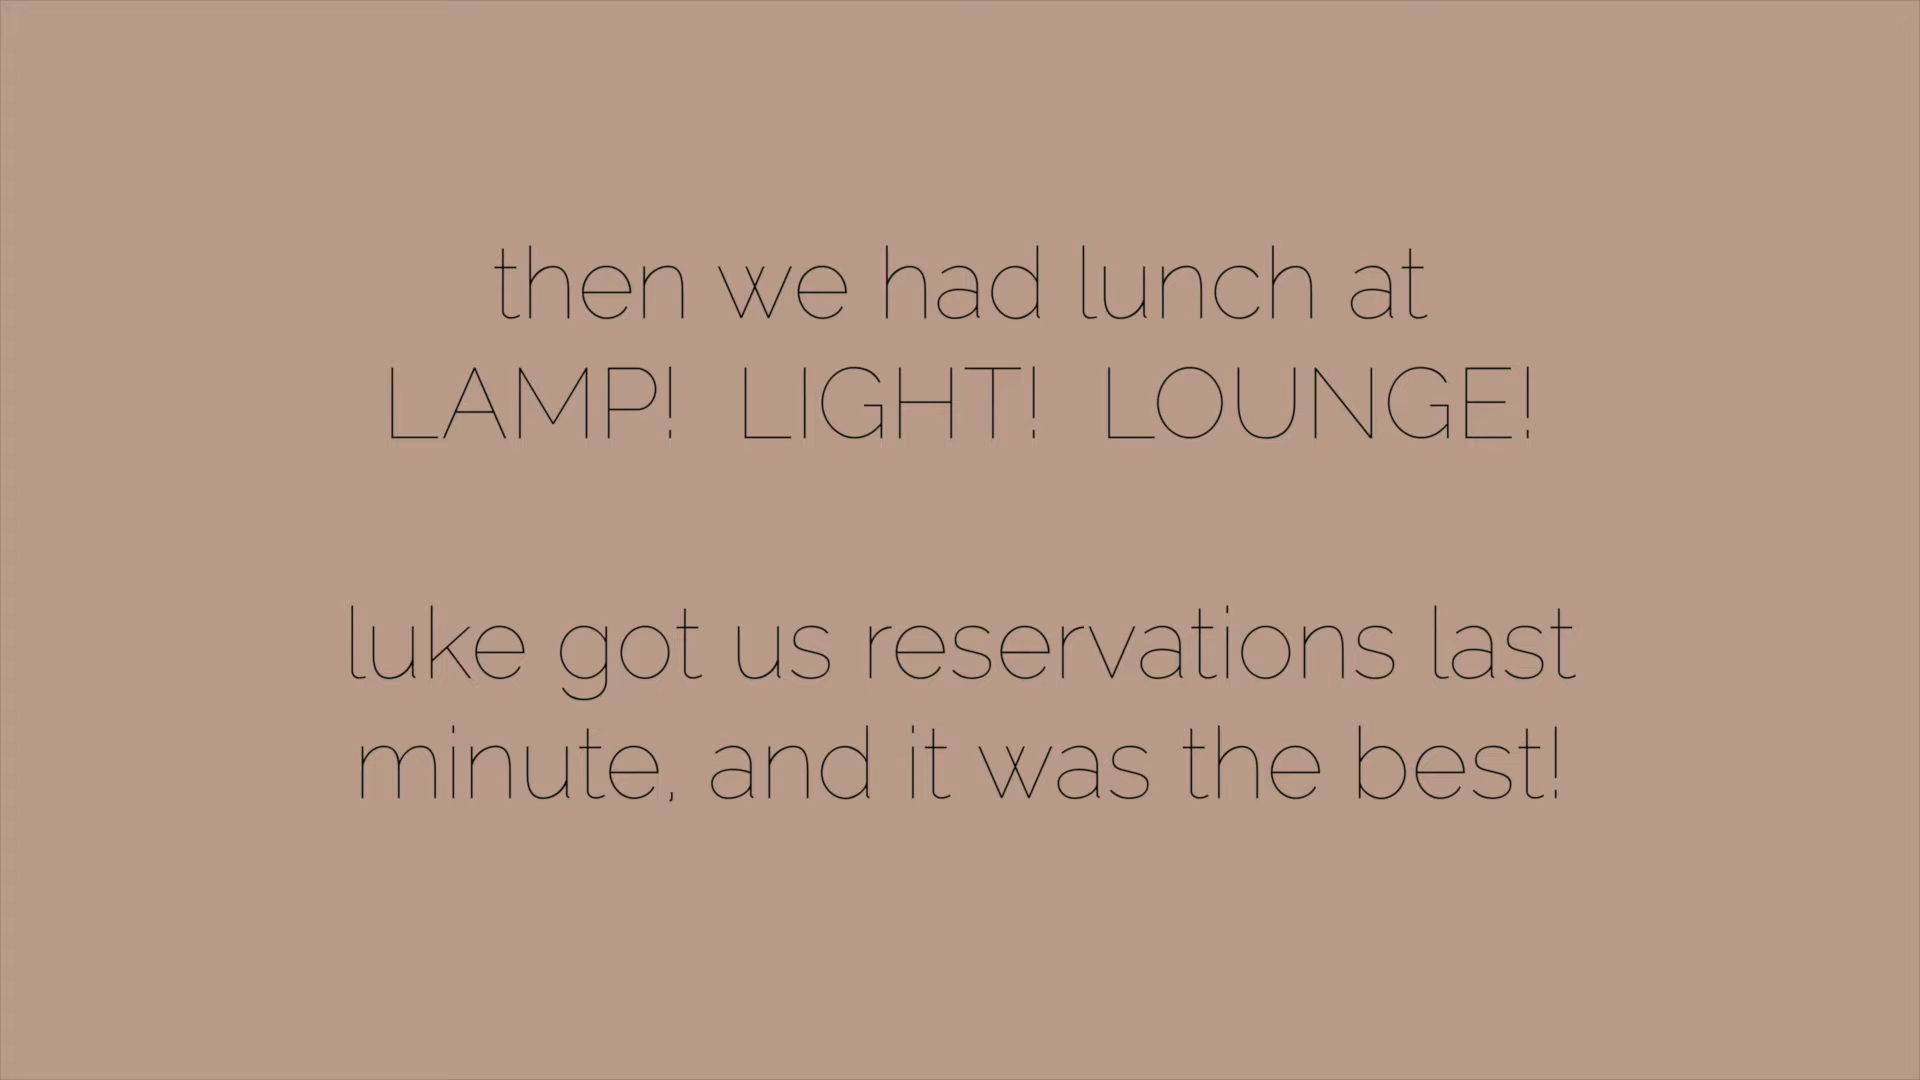 then we had lunch at
LAMP! LIGHT! LOUNGE!
luke got us reservations last
minute, and it was the best!